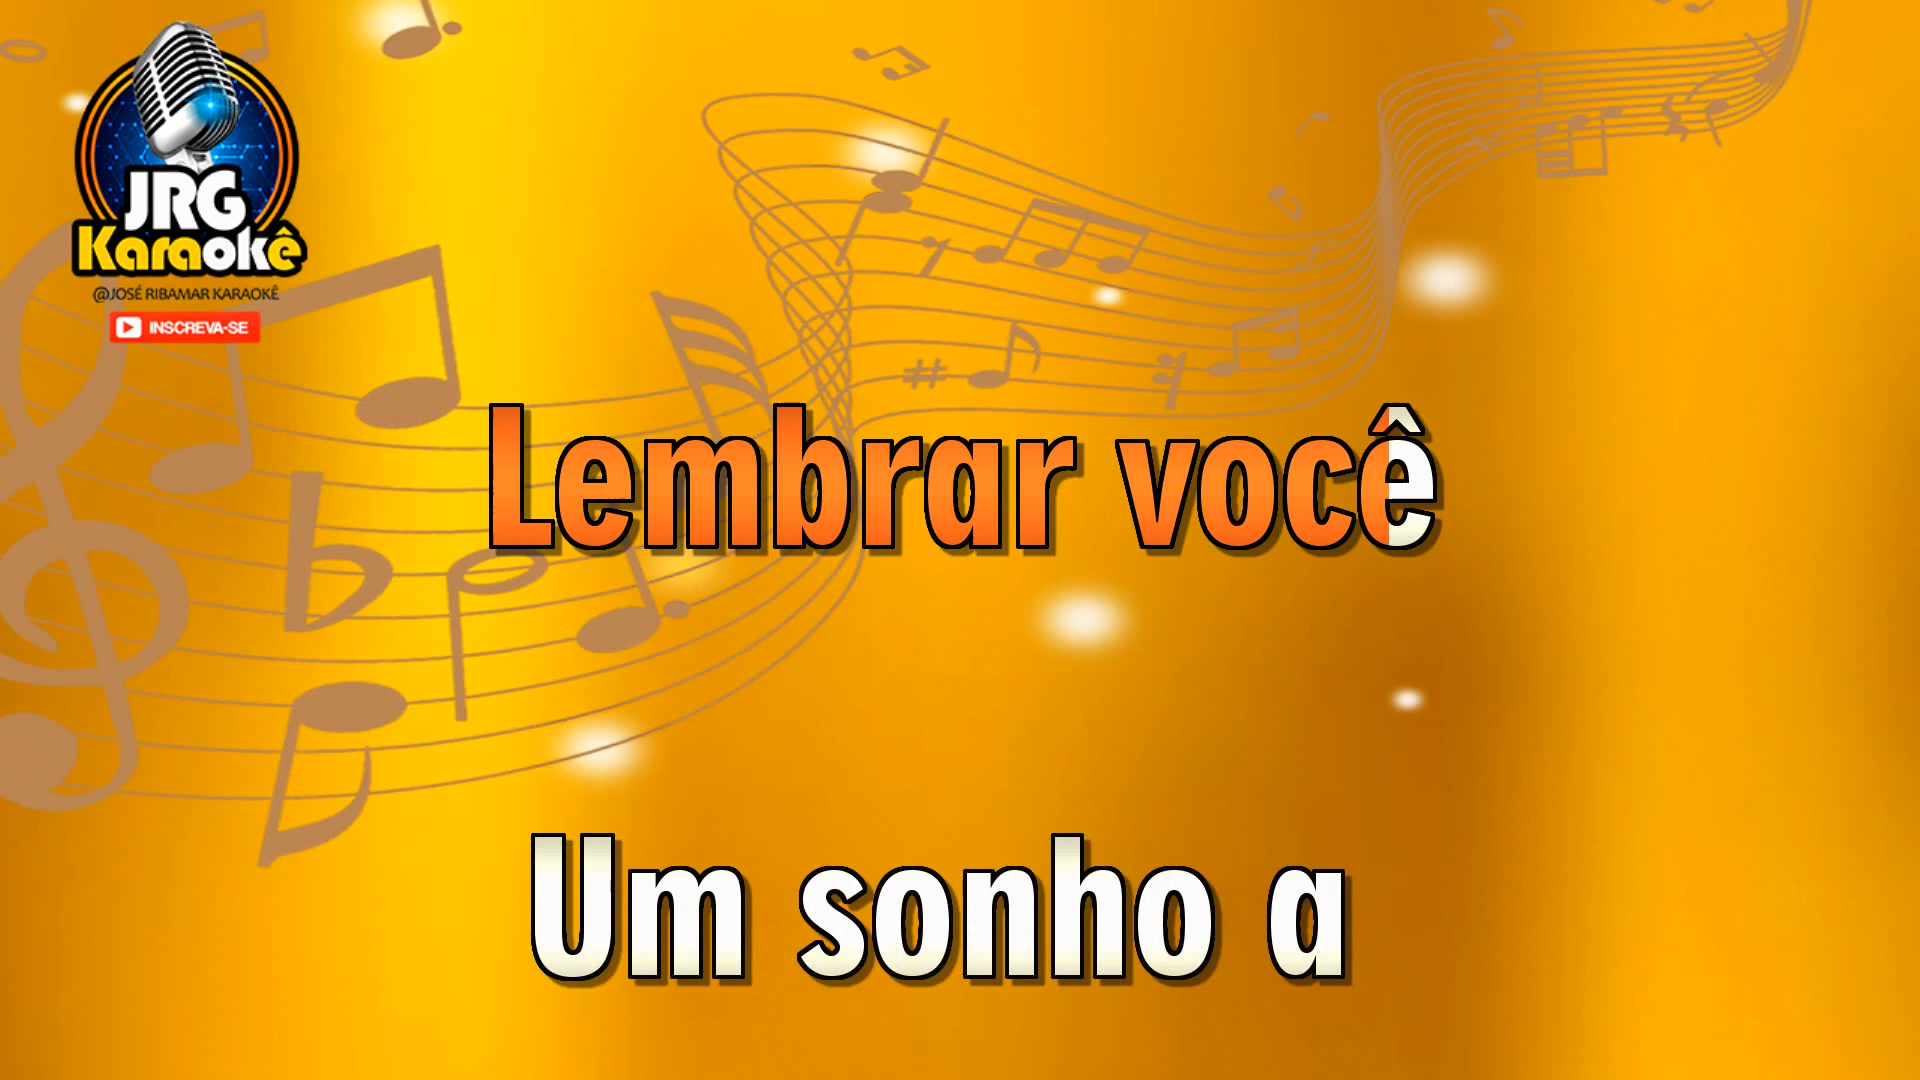 JRG
Karaokê
@JOSÉ RIBAMAR KARAOKÊ
INSCREVA-SE
Lembrar você
Um sonho a